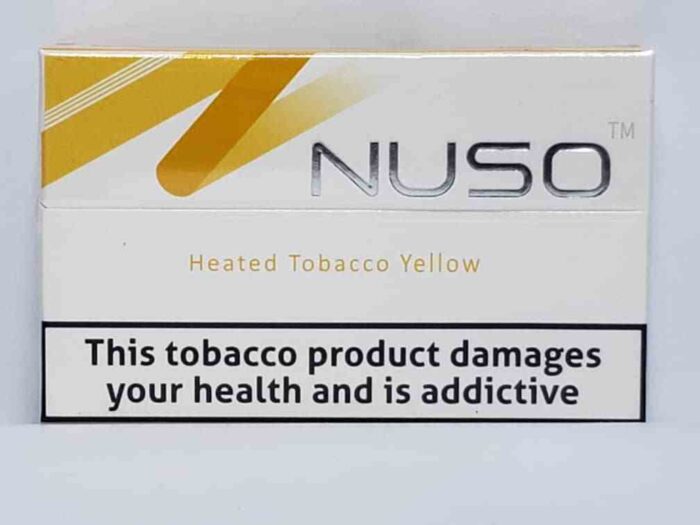 NUSO™
Heated Tobacco Yellow
This tobacco product damages
your health and is addictive